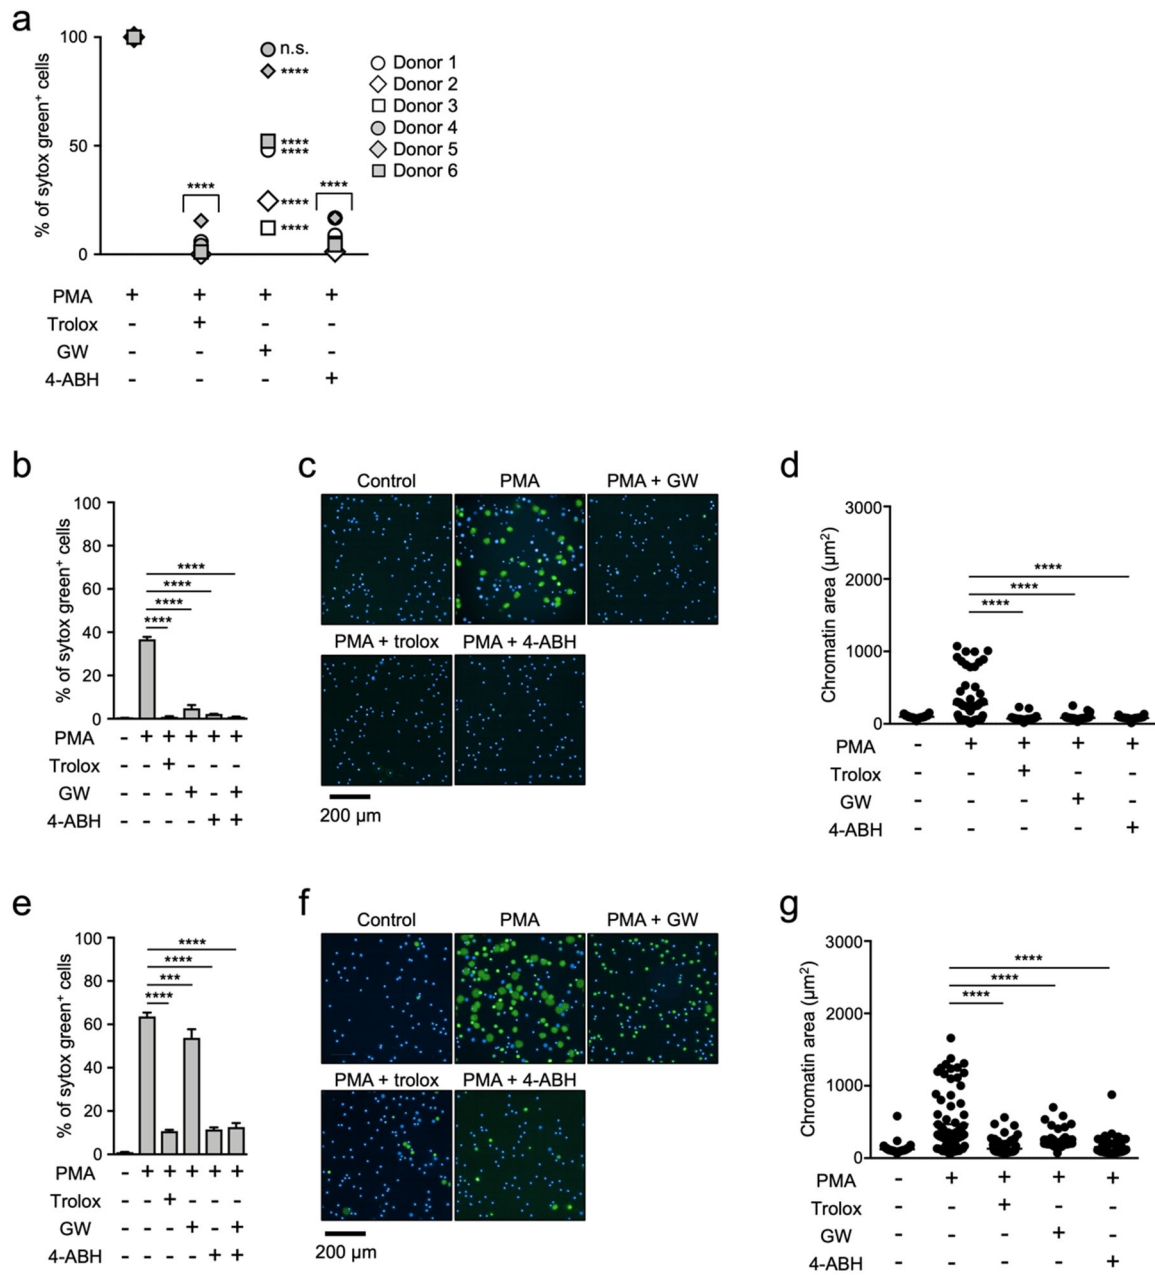 a
% of sytox green⁺ cells
100
50
0
****
n.s.
****
****
****
****
****
****
Donor 1
Donor 2
Donor 3
Donor 4
Donor 5
Donor 6
PMA + + + +
Trolox - + - -
GW - - + -
4-ABH - - - +
b
% of sytox green⁺ cells
100
80
60
40
20
0
****
****
****
****
PMA - + + + + +
Trolox - - + - - -
GW - - - + - +
4-ABH - - - - + +
c
Control PMA PMA + GW
PMA + trolox PMA + 4-ABH
200 µm
d
Chromatin area (µm²)
3000
2000
1000
0
****
****
****
PMA - + + + +
Trolox - - + - -
GW - - - + -
4-ABH - - - - +
e
% of sytox green⁺ cells
100
80
60
40
20
0
****
****
***
****
PMA - + + + + +
Trolox - - + - - -
GW - - - + - +
4-ABH - - - - + +
f
Control PMA PMA + GW
PMA + trolox PMA + 4-ABH
200 µm
g
Chromatin area (µm²)
3000
2000
1000
0
****
****
****
PMA - + + + +
Trolox - - + - -
GW - - - + -
4-ABH - - - - +